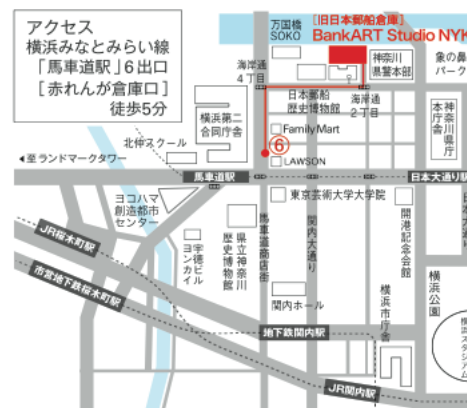 アクセス
横浜みなとみらい線
「馬車道駅」6出口
［赤れんが倉庫口］
徒歩5分
万国橋
SOKO
［旧日本郵船倉庫］
BankART Studio NYK
神奈川
県警本部
象の鼻
パーク
海岸通
4丁目
日本郵船
歴史博物館
海岸通
2丁目
横浜第二
合同庁舎
FamilyMart
神奈川県庁
本庁舎
北仲スクール
⑥
LAWSON
至ランドマークタワー
馬車道駅
日本大通り駅
ヨコハマ
創造都市
センター
東京芸術大学大学院
JR桜木町駅
宇徳ビル
ヨンカイ
県立神奈川
歴史博物館
馬車道商店街
関内大通り
開港記念会館
日本大通り
市営地下鉄桜木町駅
関内ホール
横浜市庁舎
横浜公園
横浜スタジアム
地下鉄関内駅
JR関内駅